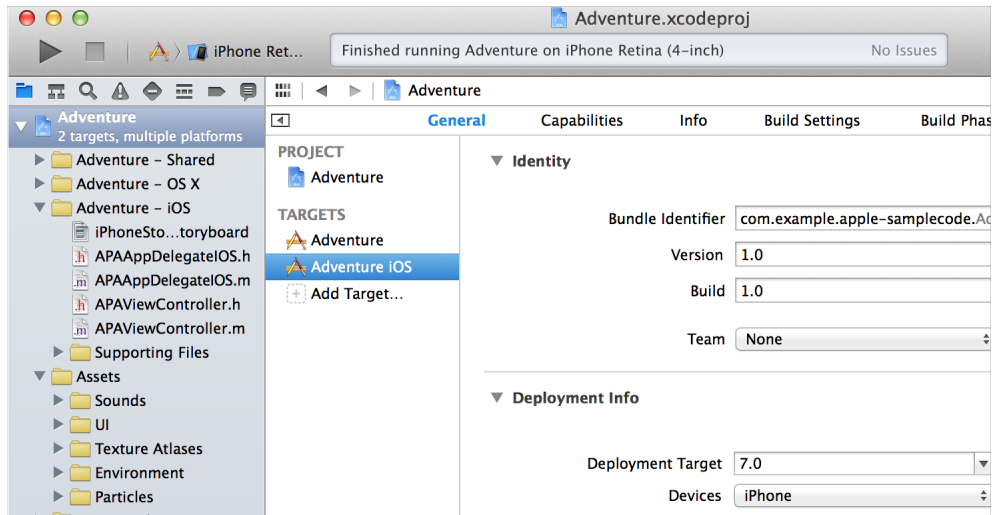 Adventure.xcodeproj
iPhone Ret...
Finished running Adventure on iPhone Retina (4-inch)
No Issues
Adventure
Adventure
2 targets, multiple platforms
Adventure – Shared
Adventure – OS X
Adventure – iOS
iPhoneSto...toryboard
APAAppDelegateIOS.h
APAAppDelegateIOS.m
APAViewController.h
APAViewController.m
Supporting Files
Assets
Sounds
UI
Texture Atlases
Environment
Particles
General Capabilities Info Build Settings Build Phas
PROJECT
Adventure
TARGETS
Adventure
Adventure iOS
Add Target...
Identity
Bundle Identifier com.example.apple-samplecode.Ad
Version 1.0
Build 1.0
Team None
Deployment Info
Deployment Target 7.0
Devices iPhone